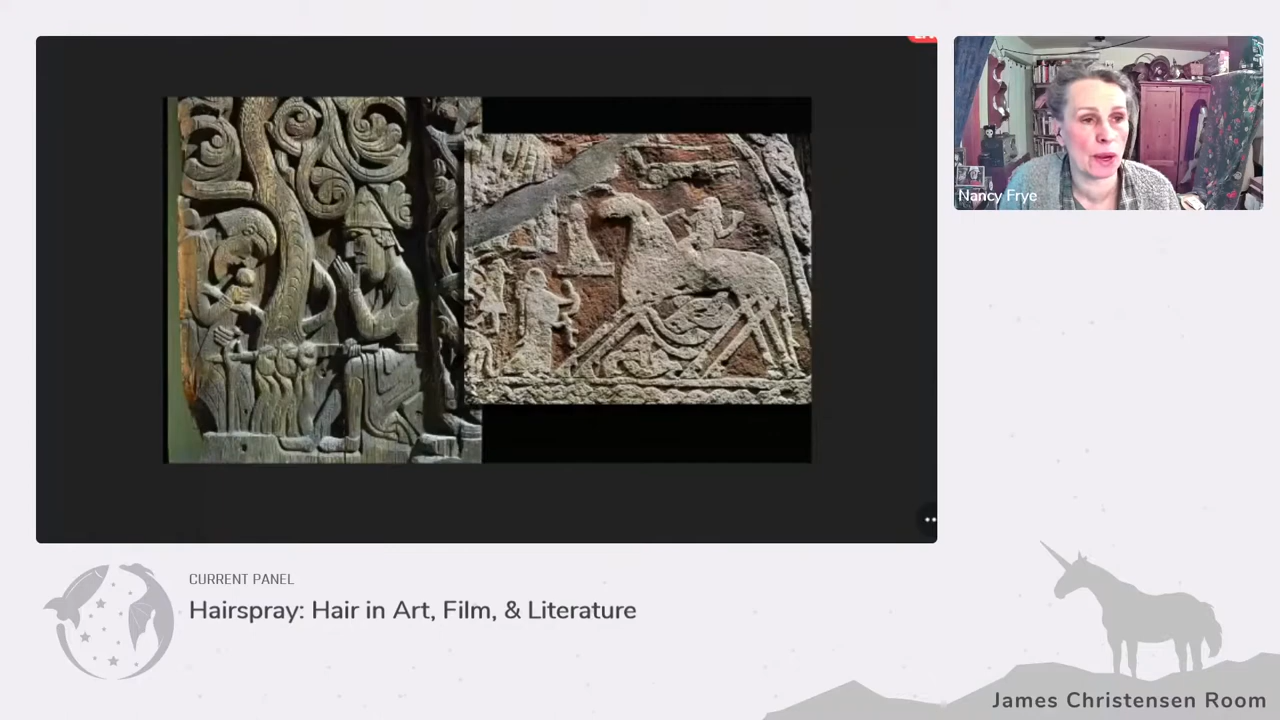 Nancy Frye
CURRENT PANEL
Hairspray: Hair in Art, Film, & Literature
James Christensen Room